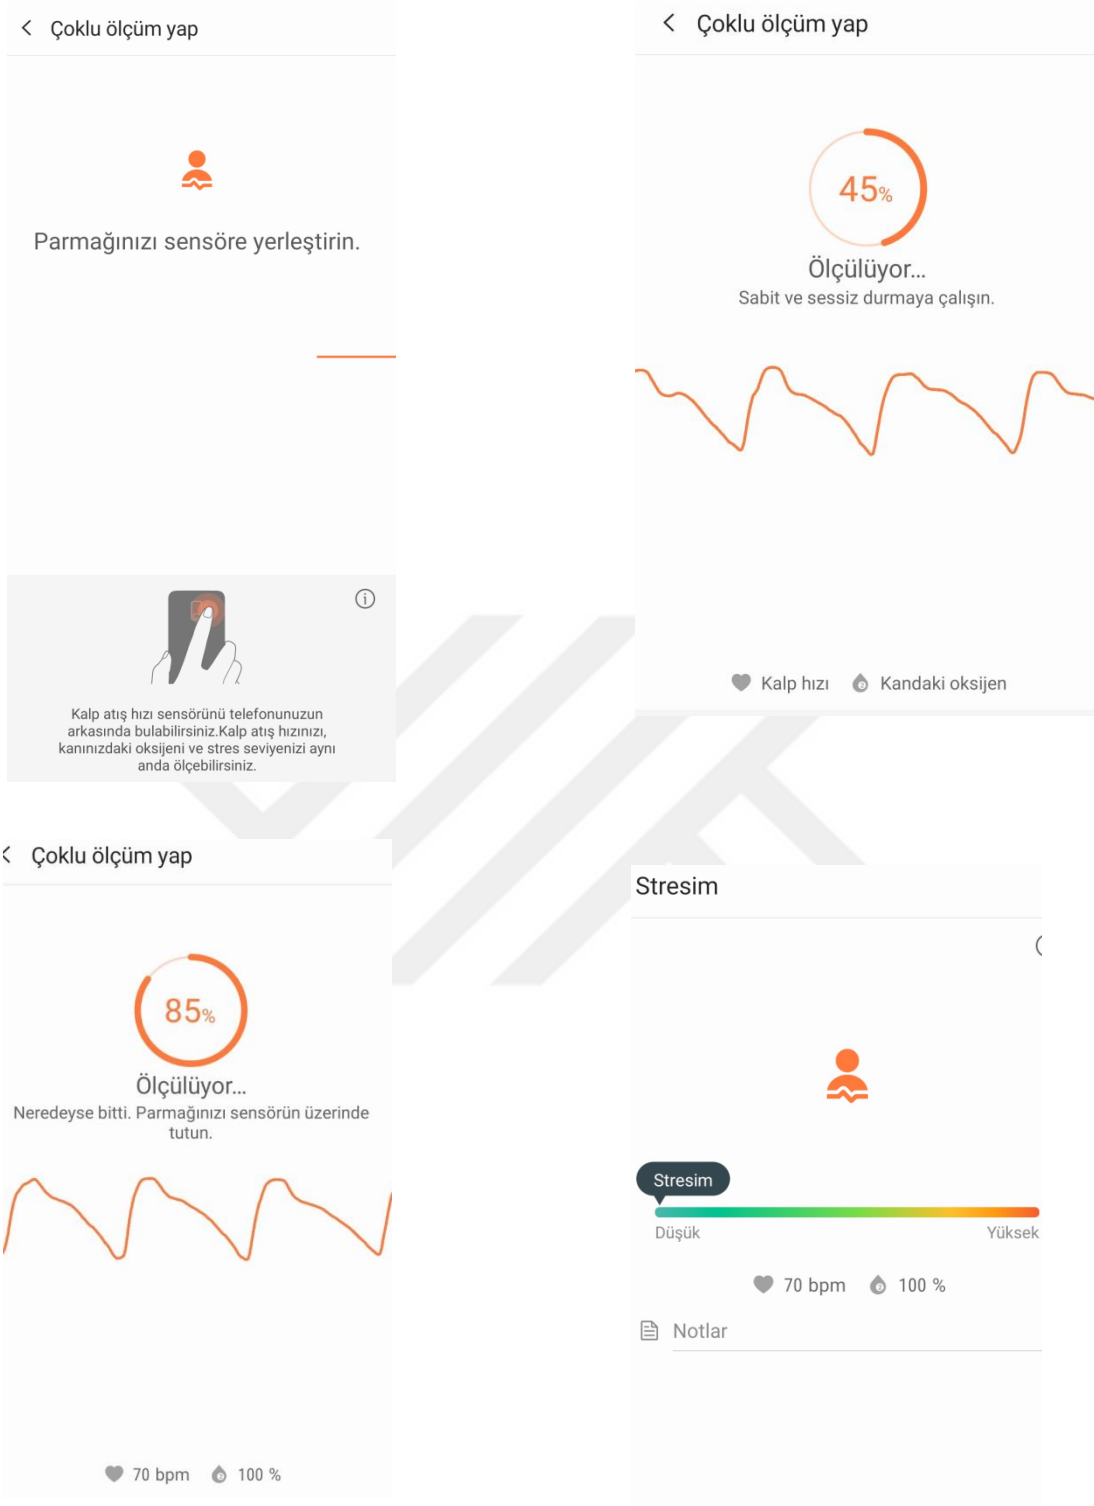 Çoklu ölçüm yap
Parmağınızı sensöre yerleştirin.
Kalp atış hızı sensörünü telefonunuzun
arkasında bulabilirsiniz.Kalp atış hızınızı,
kanınızdaki oksijeni ve stres seviyenizi aynı
anda ölçebilirsiniz.
Çoklu ölçüm yap
45%
Ölçülüyor...
Sabit ve sessiz durmaya çalışın.
Kalp hızı Kandaki oksijen
Çoklu ölçüm yap
85%
Ölçülüyor...
Neredeyse bitti. Parmağınızı sensörün üzerinde
tutun.
70 bpm 100 %
Stresim
Stresim
Düşük Yüksek
70 bpm 100 %
Notlar